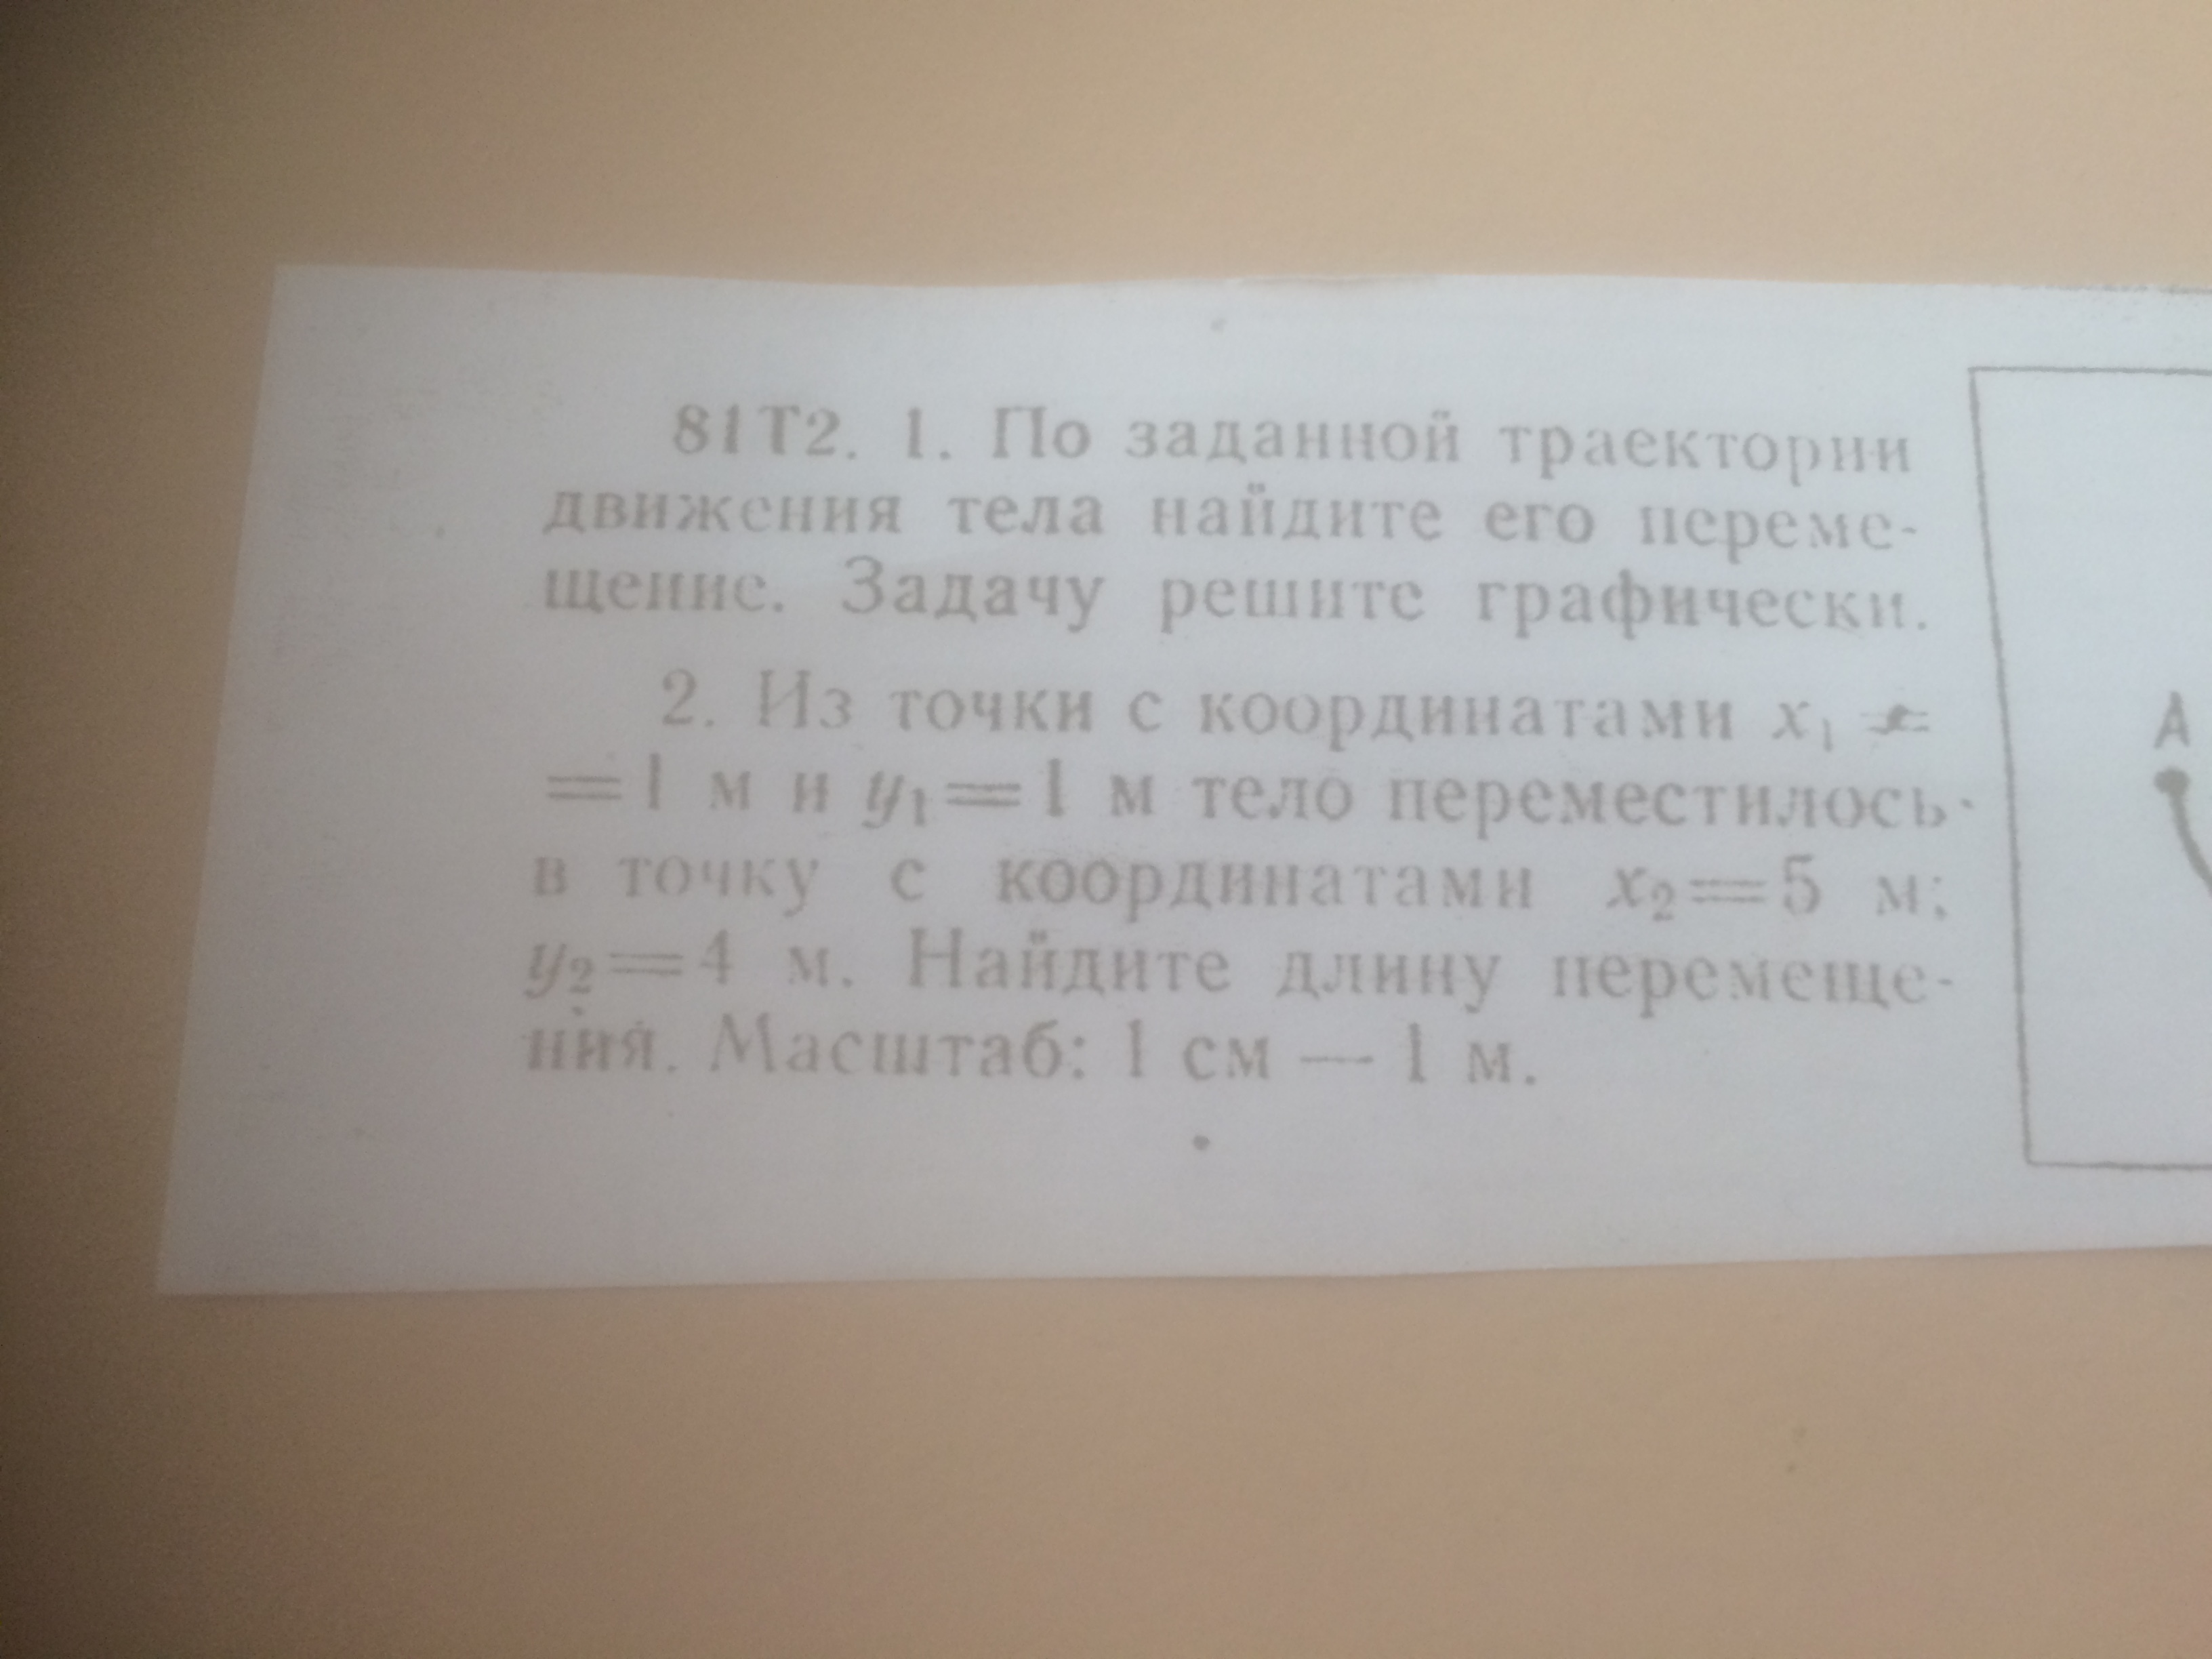 81Т2. 1. По заданной траектории
движения тела найдите его переме-
щение. Задачу решите графически.
2. Из точки с координатами x₁ =
=1 м и y₁=1 м тело переместилось
в точку с координатами x₂=5 м;
y₂=4 м. Найдите длину перемеще-
ния. Масштаб: 1 см — 1 м.
A